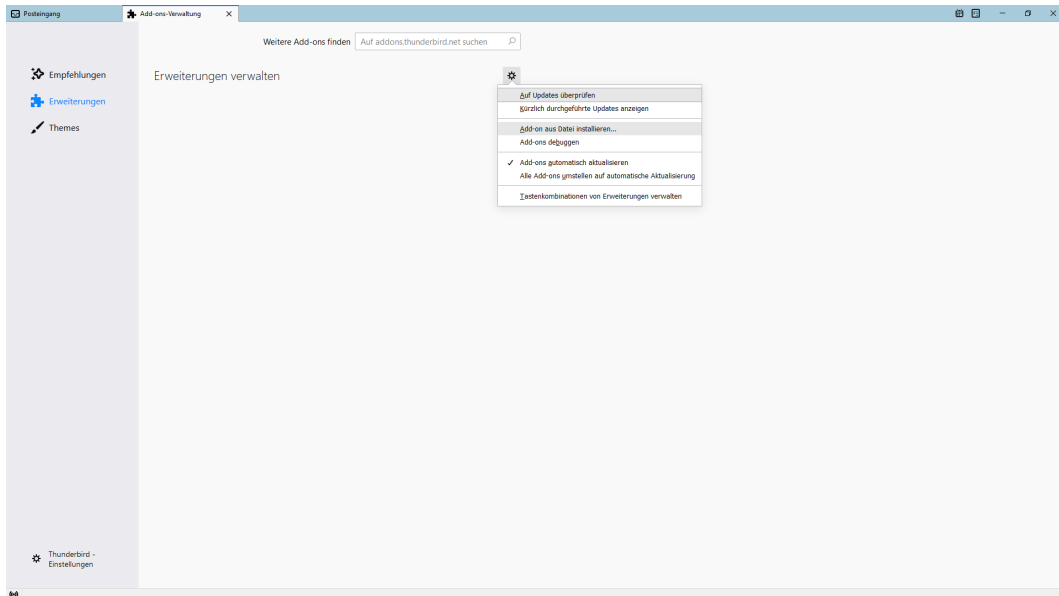 Posteingang
Add-ons-Verwaltung
Weitere Add-ons finden
Auf addons.thunderbird.net suchen
Empfehlungen
Erweiterungen verwalten
Erweiterungen
Themes
Auf Updates überprüfen
Kürzlich durchgeführte Updates anzeigen
Add-on aus Datei installieren...
Add-ons debuggen
✓ Add-ons automatisch aktualisieren
Alle Add-ons umstellen auf automatische Aktualisierung
Tastenkombinationen von Erweiterungen verwalten
Thunderbird -
Einstellungen